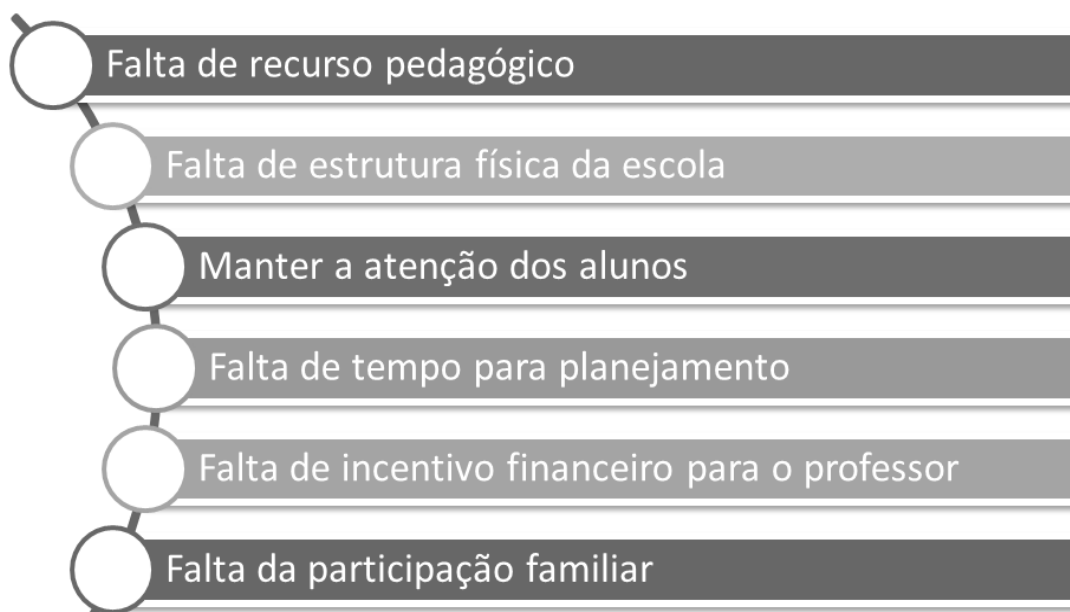 Falta de recurso pedagógico
Falta de estrutura física da escola
Manter a atenção dos alunos
Falta de tempo para planejamento
Falta de incentivo financeiro para o professor
Falta da participação familiar